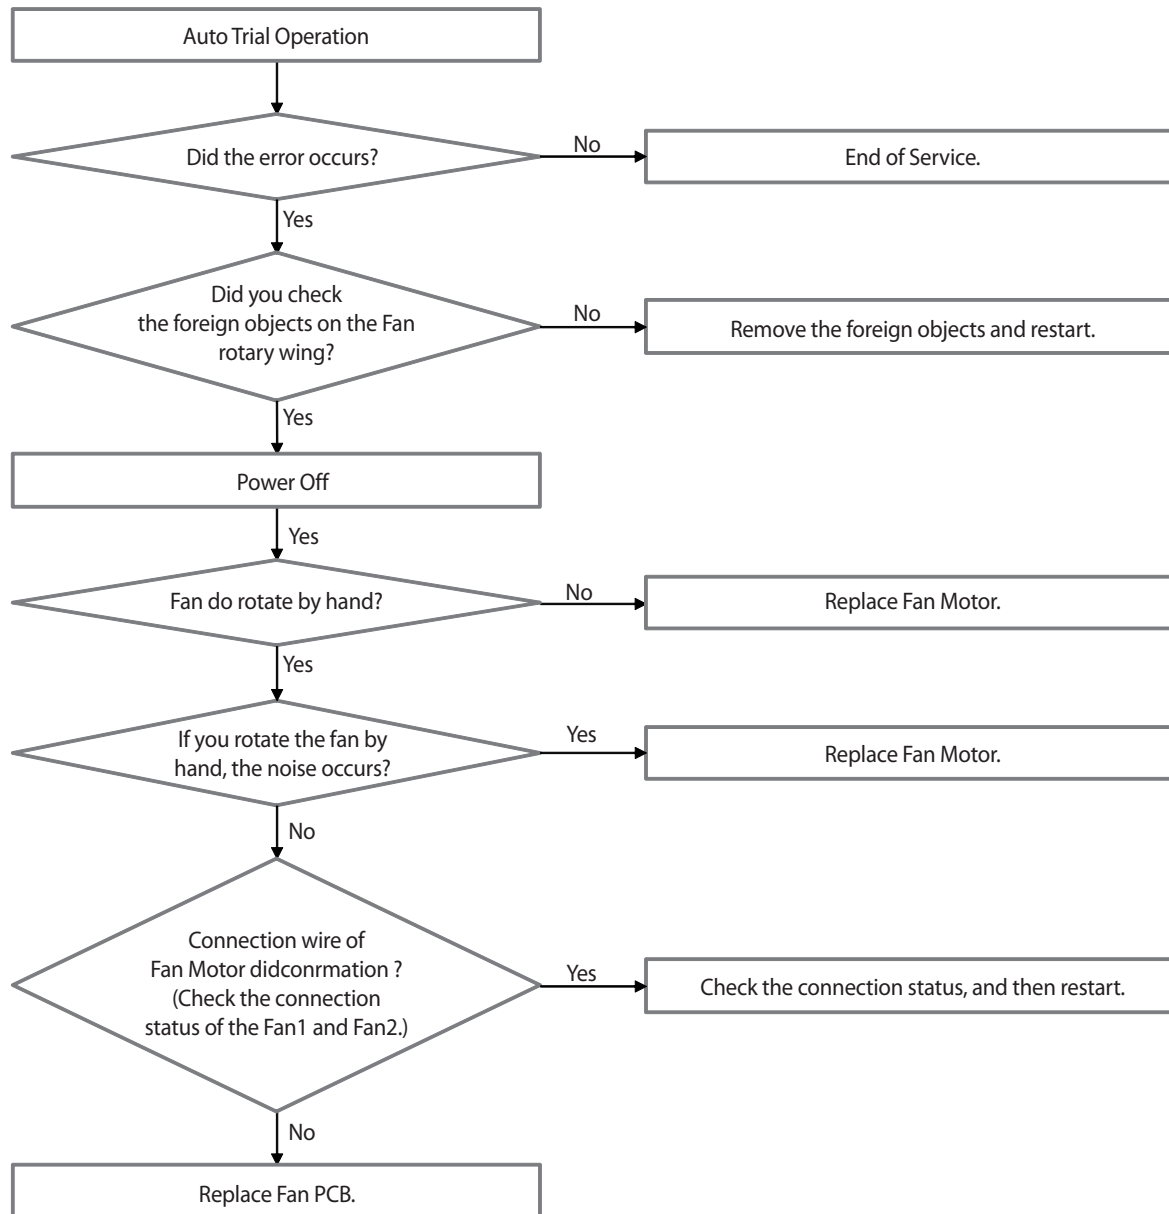 Auto Trial Operation
Did the error occurs?
No
End of Service.
Yes
Did you check
the foreign objects on the Fan
rotary wing?
No
Remove the foreign objects and restart.
Yes
Power Off
Yes
Fan do rotate by hand?
No
Replace Fan Motor.
Yes
If you rotate the fan by
hand, the noise occurs?
Yes
Replace Fan Motor.
No
Connection wire of
Fan Motor didconrmation ?
(Check the connection
status of the Fan1 and Fan2.)
Yes
Check the connection status, and then restart.
No
Replace Fan PCB.